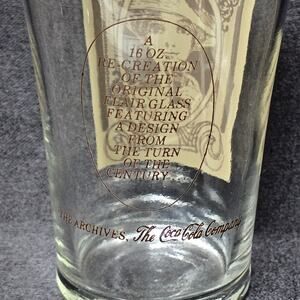 A
16 OZ.
RE-CREATION
OF THE
ORIGINAL
FLAIR GLASS
FEATURING
A DESIGN
FROM
THE TURN
OF THE
CENTURY...
THE ARCHIVES, The Coca-Cola Company